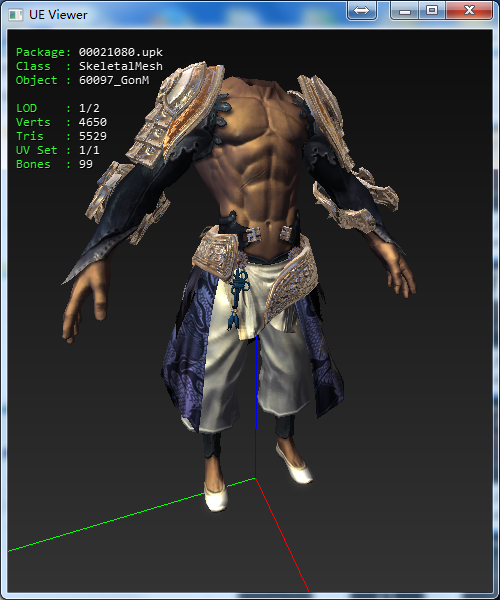 UE Viewer
Package: 00021080.upk
Class : SkeletalMesh
Object : 60097_GonM
LOD : 1/2
Verts : 4650
Tris : 5529
UV Set : 1/1
Bones : 99